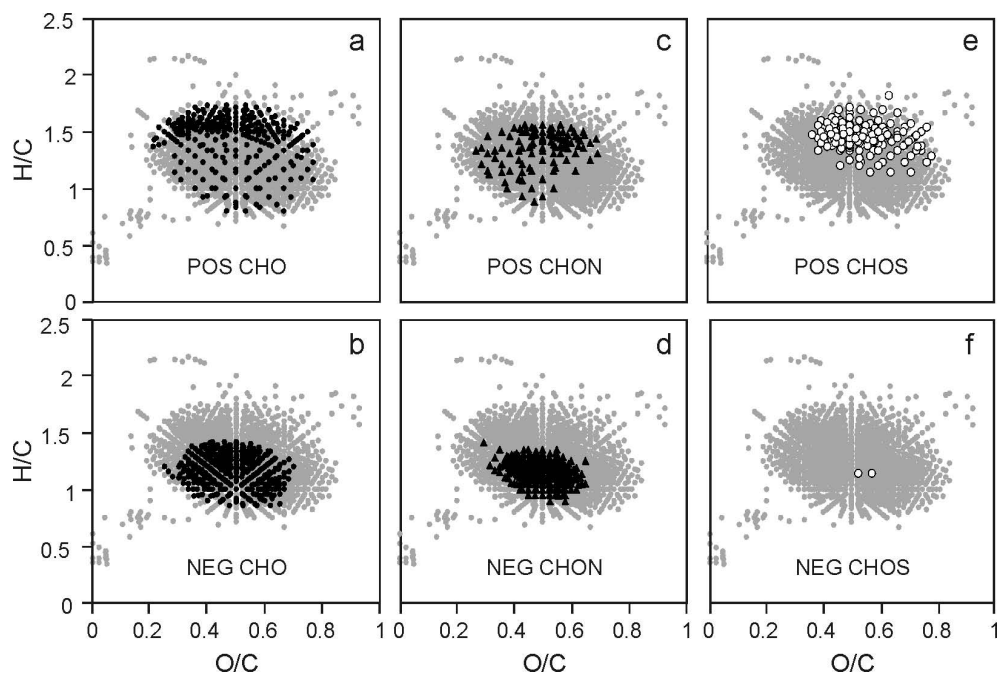 2.5 a c e
2
1.5
H/C
1
0.5
POS CHO POS CHON POS CHOS
0
2.5 b d f
2
1.5
H/C
1
0.5
NEG CHO NEG CHON NEG CHOS
0
0 0.2 0.4 0.6 0.8 1 0 0.2 0.4 0.6 0.8 1 0 0.2 0.4 0.6 0.8 1
O/C O/C O/C